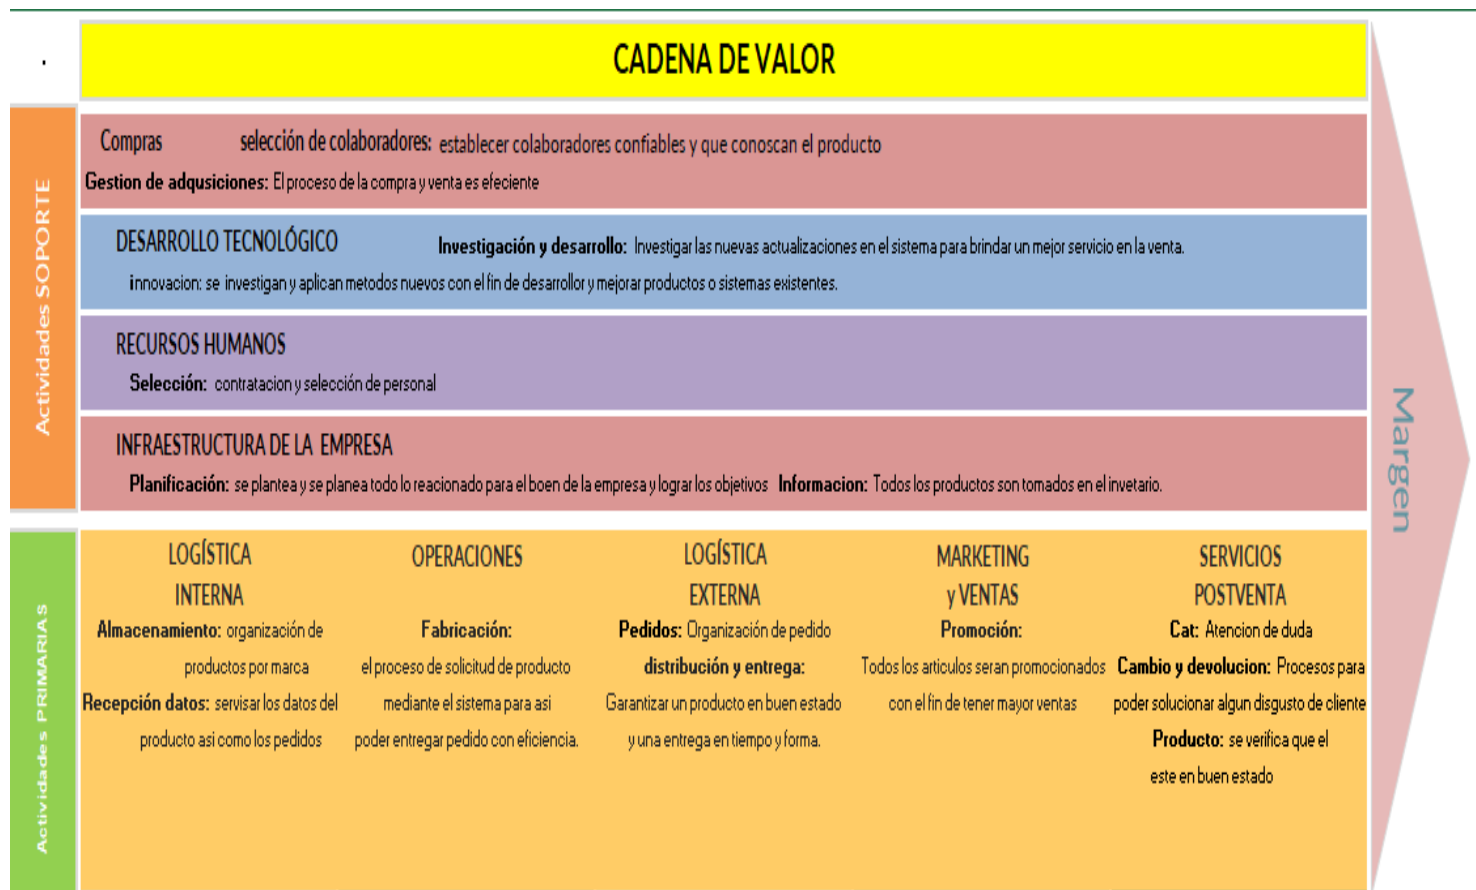 CADENA DE VALOR
Actividades SOPORTE
Compras selección de colaboradores: establecer colaboradores confiables y que conoscan el producto
Gestion de adqusiciones: El proceso de la compra y venta es efeciente
DESARROLLO TECNOLÓGICO Investigación y desarrollo: Investigar las nuevas actualizaciones en el sistema para brindar un mejor servicio en la venta.
innovacion: se investigan y aplican metodos nuevos con el fin de desarrollor y mejorar productos o sistemas existentes.
RECURSOS HUMANOS
Selección: contratacion y selección de personal
INFRAESTRUCTURA DE LA EMPRESA
Planificación: se plantea y se planea todo lo reacionado para el boen de la empresa y lograr los objetivos Informacion: Todos los productos son tomados en el invetario.
Margen
Actividades PRIMARIAS
LOGÍSTICA
INTERNA
Almacenamiento: organización de
productos por marca
Recepción datos: servisar los datos del
producto asi como los pedidos
OPERACIONES
Fabricación:
el proceso de solicitud de producto
mediante el sistema para asi
poder entregar pedido con eficiencia.
LOGÍSTICA
EXTERNA
Pedidos: Organización de pedido
distribución y entrega:
Garantizar un producto en buen estado
y una entrega en tiempo y forma.
MARKETING
y VENTAS
Promoción:
Todos los articulos seran promocionados
con el fin de tener mayor ventas
SERVICIOS
POSTVENTA
Cat: Atencion de duda
Cambio y devolucion: Procesos para
poder solucionar algun disgusto de cliente
Producto: se verifica que el
este en buen estado